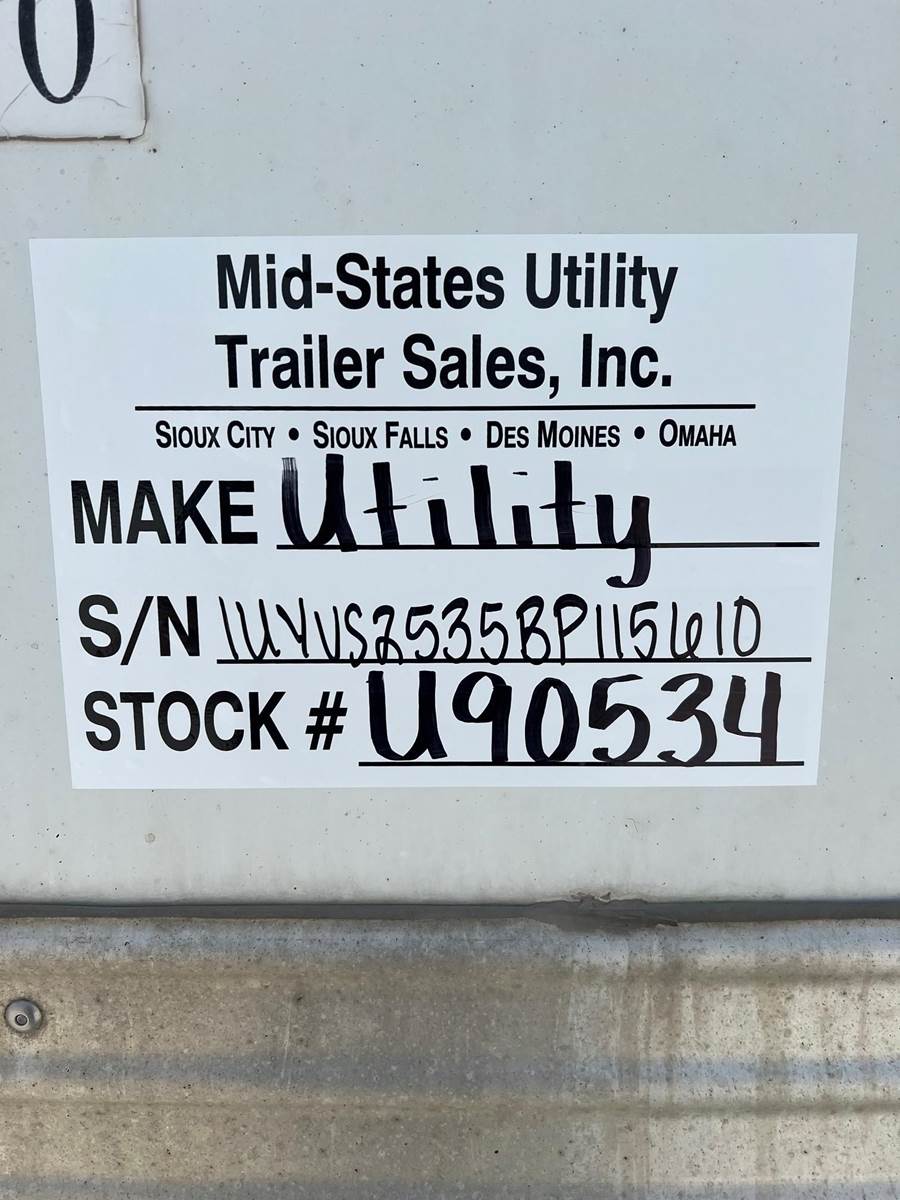 0
Mid-States Utility
Trailer Sales, Inc.
SIOUX CITY • SIOUX FALLS • DES MOINES • OMAHA
MAKE Utility
S/N 1UYVS2535BP115610
STOCK # U90534